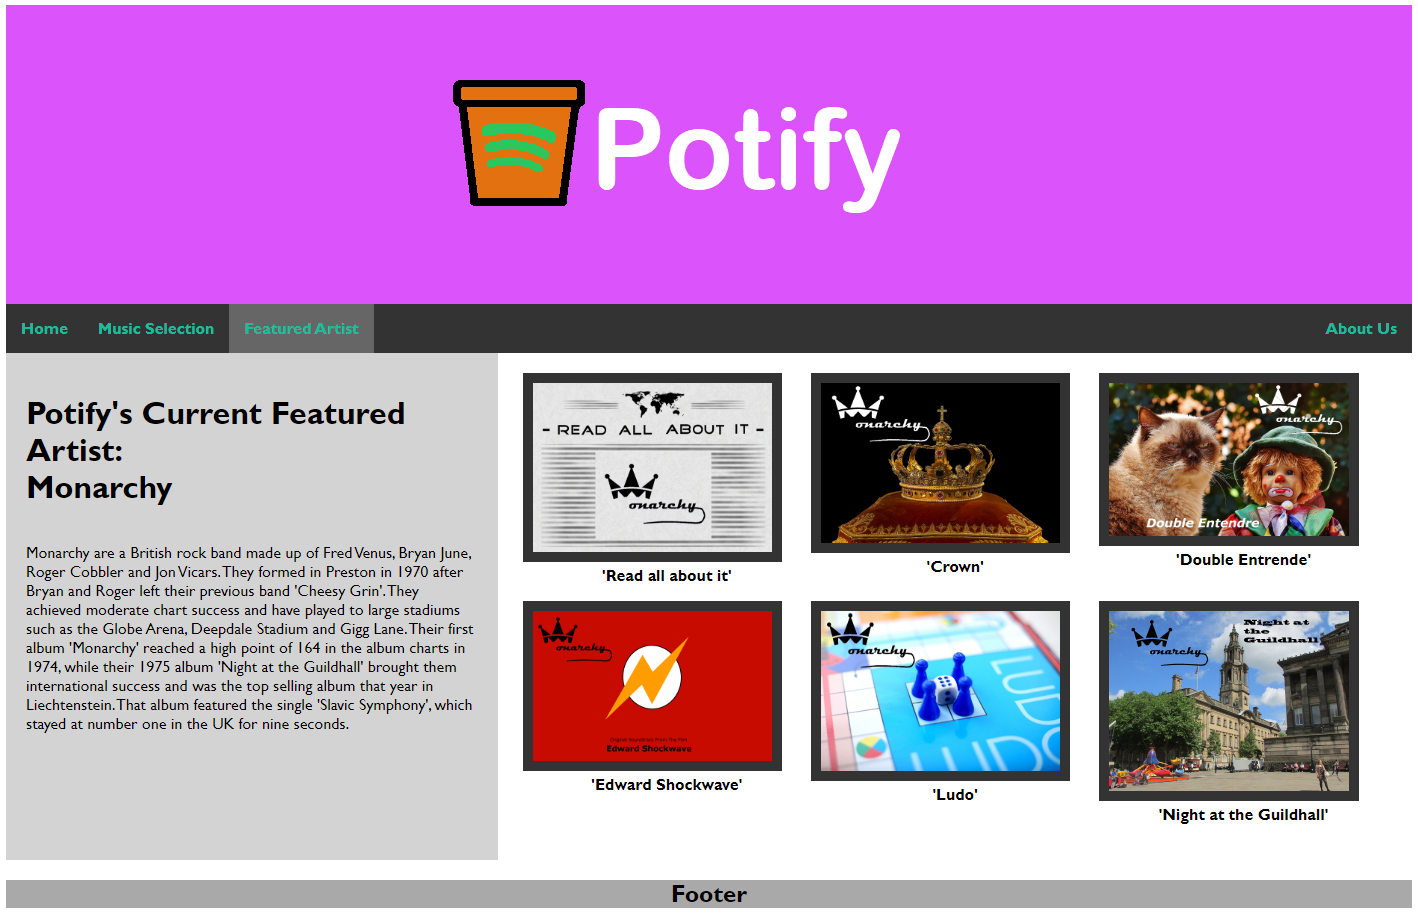 Potify
Home
Music Selection
Featured Artist
About Us
Potify's Current Featured
Artist:
Monarchy
Monarchy are a British rock band made up of Fred Venus, Bryan June,
Roger Cobbler and Jon Vicars. They formed in Preston in 1970 after
Bryan and Roger left their previous band 'Cheesy Grin'. They
achieved moderate chart success and have played to large stadiums
such as the Globe Arena, Deepdale Stadium and Gigg Lane. Their first
album 'Monarchy' reached a high point of 164 in the album charts in
1974, while their 1975 album 'Night at the Guildhall' brought them
international success and was the top selling album that year in
Liechtenstein. That album featured the single 'Slavic Symphony', which
stayed at number one in the UK for nine seconds.
- READ ALL ABOUT IT -
onarchy
'Read all about it'
onarchy
'Crown'
onarchy
Double Entendre
'Double Entrende'
onarchy
Original Soundtrack From The Film
Edward Shockwave
'Edward Shockwave'
onarchy
LUDO
LUDO
'Ludo'
onarchy
Night at
the
Guildhall
'Night at the Guildhall'
Footer